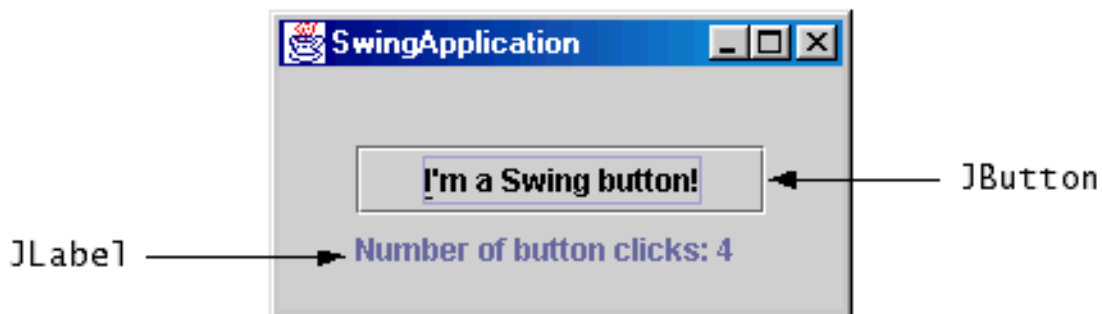 SwingApplication
I'm a Swing button!
JButton
JLabel
Number of button clicks: 4